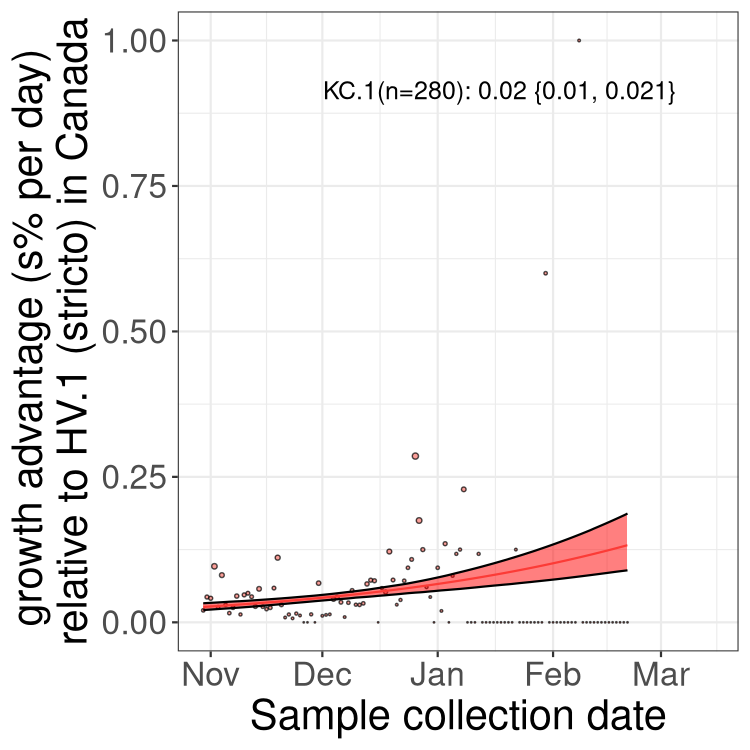 growth advantage (s% per day)
relative to HV.1 (stricto) in Canada
1.00
KC.1(n=280): 0.02 {0.01, 0.021}
0.75
0.50
0.25
0.00
Nov Dec Jan Feb Mar
Sample collection date